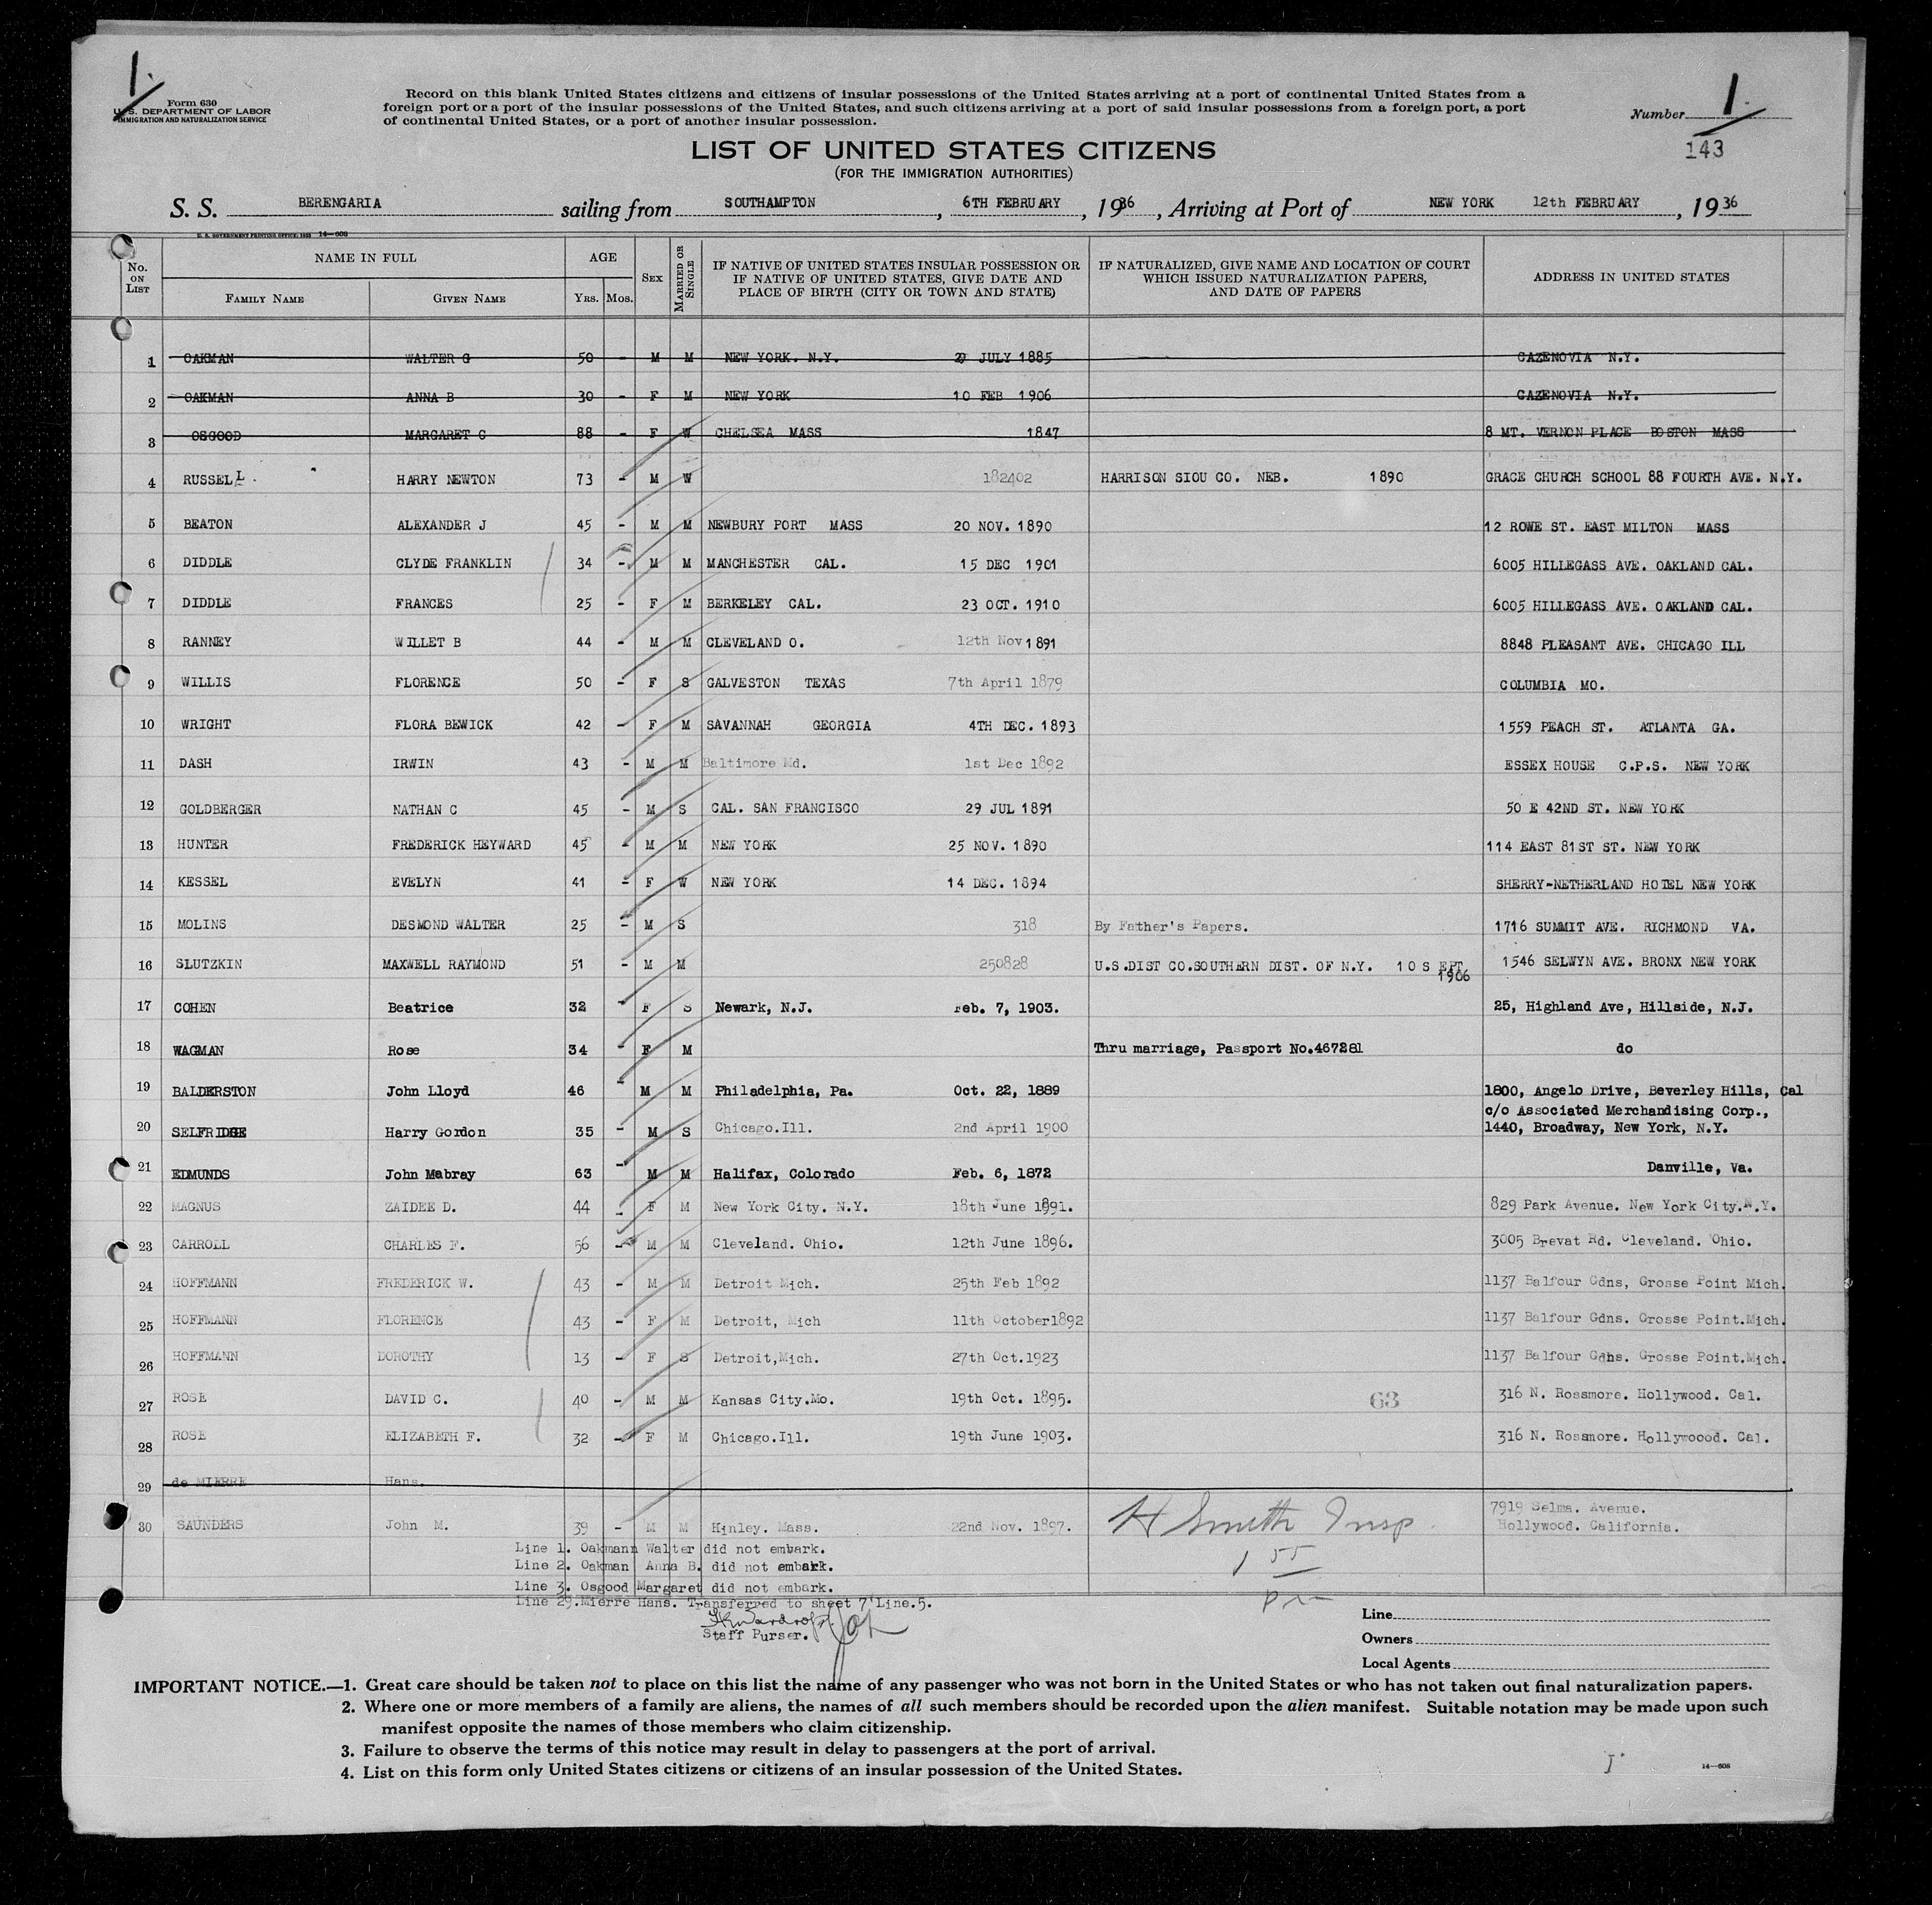 1.
Form 630
U. S. DEPARTMENT OF LABOR
IMMIGRATION AND NATURALIZATION SERVICE
Record on this blank United States citizens and citizens of insular possessions of the United States arriving at a port of continental United States from a
foreign port or a port of the insular possessions of the United States, and such citizens arriving at a port of said insular possessions from a foreign port, a port
of continental United States, or a port of another insular possession.
Number 1.
143
LIST OF UNITED STATES CITIZENS
(FOR THE IMMIGRATION AUTHORITIES)
S. S. BERENGARIA sailing from SOUTHAMPTON, 6TH FEBRUARY, 1936, Arriving at Port of NEW YORK 12th FEBRUARY, 1936
U. S. GOVERNMENT PRINTING OFFICE: 14—608
No. ON LIST
NAME IN FULL
FAMILY NAME GIVEN NAME
AGE
YRS. MOS.
SEX
MARRIED OR SINGLE
IF NATIVE OF UNITED STATES INSULAR POSSESSION OR
IF NATIVE OF UNITED STATES, GIVE DATE AND
PLACE OF BIRTH (CITY OR TOWN AND STATE)
IF NATURALIZED, GIVE NAME AND LOCATION OF COURT
WHICH ISSUED NATURALIZATION PAPERS,
AND DATE OF PAPERS
ADDRESS IN UNITED STATES
1 OAKMAN WALTER G 50 - M M NEW YORK. N.Y. JULY 1885 CAZENOVIA N.Y.
2 OAKMAN ANNA B 30 - F M NEW YORK 10 FEB 1906 CAZENOVIA N.Y.
3 OSGOOD MARGARET C 88 - F W CHELSEA MASS 1847 8 MT. VERNON PLACE BOSTON MASS
4 RUSSELL HARRY NEWTON 73 - M W 182402 HARRISON SIOU CO. NEB. 1890 GRACE CHURCH SCHOOL 88 FOURTH AVE. N.Y.
5 BEATON ALEXANDER J 45 - M M NEWBURY PORT MASS 20 NOV. 1890 12 ROWE ST. EAST MILTON MASS
6 DIDDLE CLYDE FRANKLIN 34 - M M MANCHESTER CAL. 15 DEC 1901 6005 HILLEGASS AVE. OAKLAND CAL.
7 DIDDLE FRANCES 25 - F M BERKELEY CAL. 23 OCT. 1910 6005 HILLEGASS AVE. OAKLAND CAL.
8 RANNEY WILLET B 44 - M M CLEVELAND O. 12th Nov 1891 8848 PLEASANT AVE. CHICAGO ILL
9 WILLIS FLORENCE 50 - F S GALVESTON TEXAS 7th April 1879 COLUMBIA MO.
10 WRIGHT FLORA BEWICK 42 - F M SAVANNAH GEORGIA 4TH DEC. 1893 1559 PEACH ST. ATLANTA GA.
11 DASH IRWIN 43 - M M Baltimore Md. 1st Dec 1892 ESSEX HOUSE C.P.S. NEW YORK
12 GOLDBERGER NATHAN C 45 - M S CAL. SAN FRANCISCO 29 JUL 1891 50 E 42ND ST. NEW YORK
13 HUNTER FREDERICK HEYWARD 45 - M M NEW YORK 25 NOV. 1890 114 EAST 81ST ST. NEW YORK
14 KESSEL EVELYN 41 - F W NEW YORK 14 DEC. 1894 SHERRY-NETHERLAND HOTEL NEW YORK
15 MOLINS DESMOND WALTER 25 - M S 318 By Father's Papers. 1716 SUMMIT AVE. RICHMOND VA.
16 SLUTZKIN MAXWELL RAYMOND 51 - M M 250828 U.S.DIST CO.SOUTHERN DIST. OF N.Y. 10 SEPT 1906 1546 SELWYN AVE. BRONX NEW YORK
17 COHEN Beatrice 32 - F S Newark, N.J. Feb. 7, 1903. 25, Highland Ave, Hillside, N.J.
18 WAGMAN Rose 34 - F M Thru marriage, Passport No.467281 do
19 BALDERSTON John Lloyd 46 - M M Philadelphia, Pa. Oct. 22, 1889 1800, Angelo Drive, Beverley Hills, Cal
20 SELFRIDGE Harry Gordon 35 - M S Chicago.Ill. 2nd April 1900 c/o Associated Merchandising Corp.,
1440, Broadway, New York, N.Y.
21 EDMUNDS John Mabray 63 - M M Halifax, Colorado Feb. 6, 1872 Danville, Va.
22 MAGNUS ZAIDEE D. 44 - F M New York City. N.Y. 18th June 1891. 829 Park Avenue. New York City.N.Y.
23 CARROLL CHARLES F. 56 - M M Cleveland. Ohio. 12th June 1896. 3005 Brevat Rd. Cleveland. Ohio.
24 HOFFMANN FREDERICK W. 43 - M M Detroit Mich. 25th Feb 1892 1137 Balfour Gdns, Grosse Point Mich.
25 HOFFMANN FLORENCE 43 - F M Detroit, Mich 11th October1892 1137 Balfour Gdns. Grosse Point.Mich.
26 HOFFMANN DOROTHY 13 - F S Detroit,Mich. 27th Oct.1923 1137 Balfour Gdhs. Grosse Point.Mich.
27 ROSE DAVID C. 40 - M M Kansas City.Mo. 19th Oct. 1895. 63 316 N. Rossmore. Hollywood. Cal.
28 ROSE ELIZABETH F. 32 - F M Chicago.Ill. 19th June 1903. 316 N. Rossmore. Hollywoood. Cal.
29 de MIERRE Hans.
30 SAUNDERS John M. 39 - M M Hinley. Mass. 22nd Nov. 1897. 7919 Selma. Avenue.
Hollywood. California.
H Smith Insp.
1 55
Line 1. Oakmann Walter did not embark.
Line 2. Oakman Anna B. did not embark.
Line 3. Osgood Margaret did not embark.
Line 29.Mierre Hans. Transferred to sheet 7 Line.5.
Staff Purser.
Line
Owners
Local Agents
IMPORTANT NOTICE.—1. Great care should be taken not to place on this list the name of any passenger who was not born in the United States or who has not taken out final naturalization papers.
2. Where one or more members of a family are aliens, the names of all such members should be recorded upon the alien manifest. Suitable notation may be made upon such
manifest opposite the names of those members who claim citizenship.
3. Failure to observe the terms of this notice may result in delay to passengers at the port of arrival.
4. List on this form only United States citizens or citizens of an insular possession of the United States.
14—608